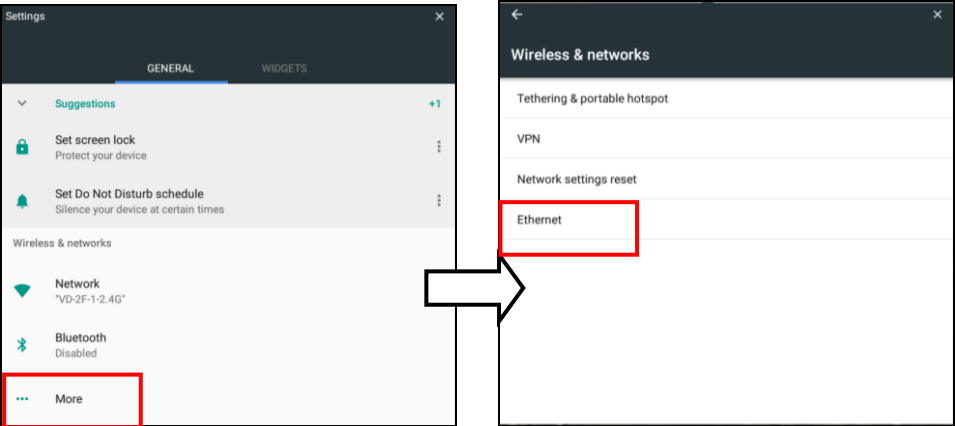 Settings
GENERAL WIDGETS
Suggestions +1
Set screen lock
Protect your device
Set Do Not Disturb schedule
Silence your device at certain times
Wireless & networks
Network
"VD-2F-1-2.4G"
Bluetooth
Disabled
More
Wireless & networks
Tethering & portable hotspot
VPN
Network settings reset
Ethernet